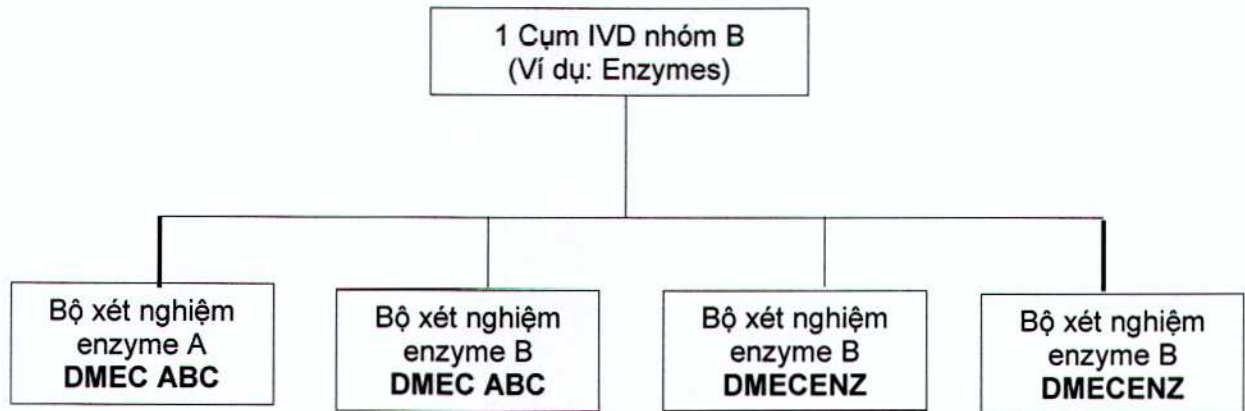 1 Cụm IVD nhóm B
(Ví dụ: Enzymes)
Bộ xét nghiệm
enzyme A
DMEC ABC
Bộ xét nghiệm
enzyme B
DMEC ABC
Bộ xét nghiệm
enzyme B
DMECENZ
Bộ xét nghiệm
enzyme B
DMECENZ